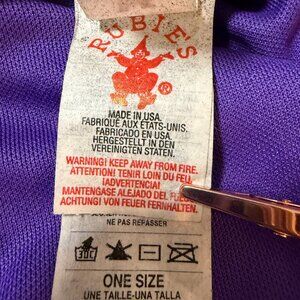 RUBIE'S
®
MADE IN USA.
FABRIQUÉ AUX ÉTATS-UNIS.
FABRICADO EN USA.
HERGESTELLT IN DEN
VEREINIGTEN STATEN.
WARNING! KEEP AWAY FROM FIRE.
ATTENTION! TENIR LOIN DU FEU.
¡ADVERTENCIA!
MANTENGASE ALEJADO DEL FUEGO.
ACHTUNG! VON FEUER FERNHALTEN.
NE PAS REPASSER
30C
ONE SIZE
UNE TAILLE-UNA TALLA